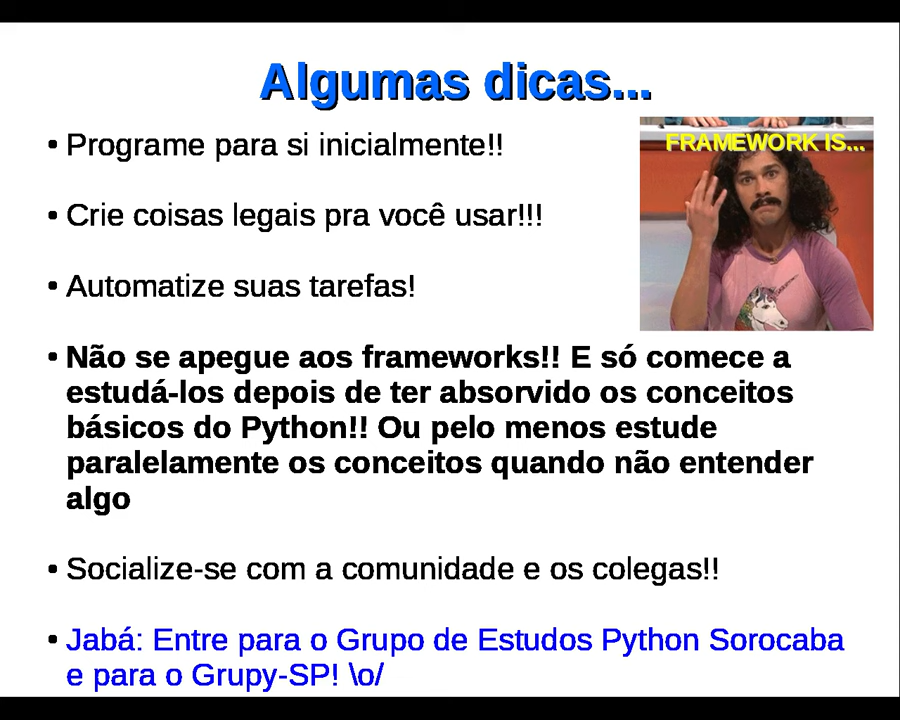 Algumas dicas...
• Programe para si inicialmente!!
FRAMEWORK IS...
• Crie coisas legais pra você usar!!!
• Automatize suas tarefas!
• Não se apegue aos frameworks!! E só comece a
estudá-los depois de ter absorvido os conceitos
básicos do Python!! Ou pelo menos estude
paralelamente os conceitos quando não entender
algo
• Socialize-se com a comunidade e os colegas!!
• Jabá: Entre para o Grupo de Estudos Python Sorocaba
e para o Grupy-SP! \o/